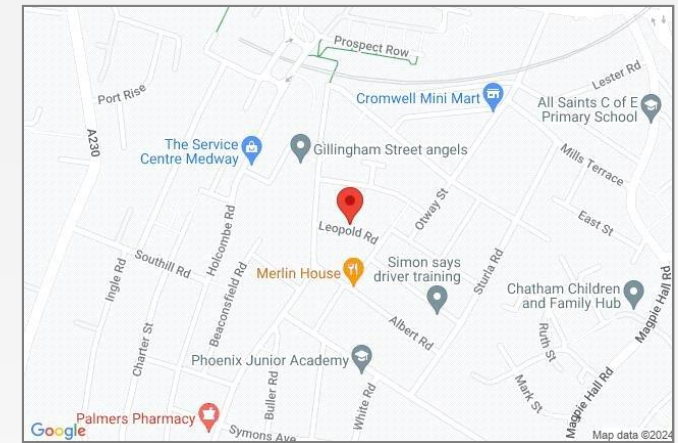 Prospect Row
Port Rise
Lester Rd
Cromwell Mini Mart
All Saints C of E
Primary School
A230
The Service
Centre Medway
Gillingham Street angels
Mills Terrace
Otway St
East St
Leopold Rd
Holcombe Rd
Southill Rd
Ingle Rd
Beaconsfield Rd
Merlin House
Simon says
driver training
Sturla Rd
Chatham Children
and Family Hub
Magpie Hall Rd
Charter St
Albert Rd
Ruth St
Phoenix Junior Academy
Buller Rd
White Rd
Mark St
Magpie Hall Rd
Palmers Pharmacy
Symons Ave
Google
Map data ©2024